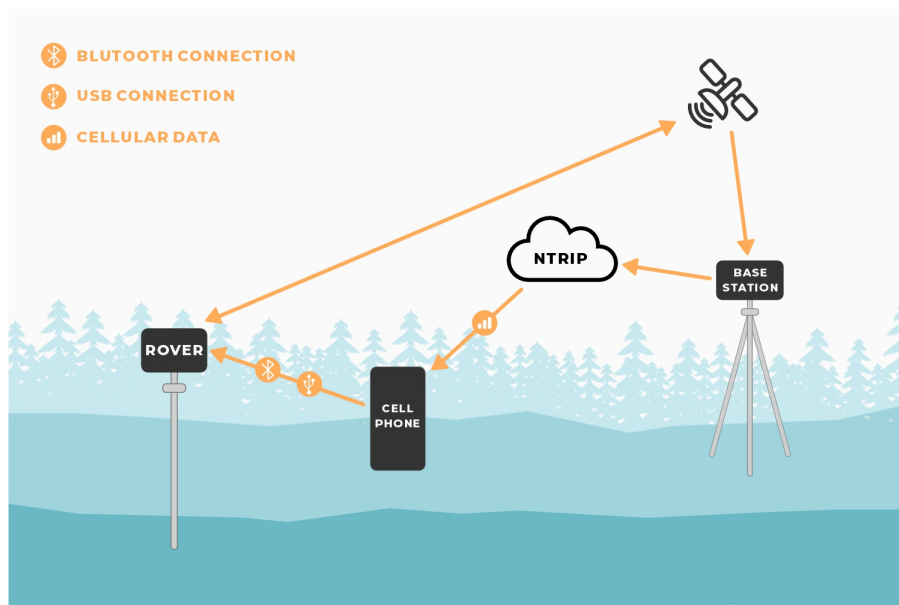 BLUTOOTH CONNECTION
USB CONNECTION
CELLULAR DATA
NTRIP
BASE
STATION
ROVER
CELL
PHONE